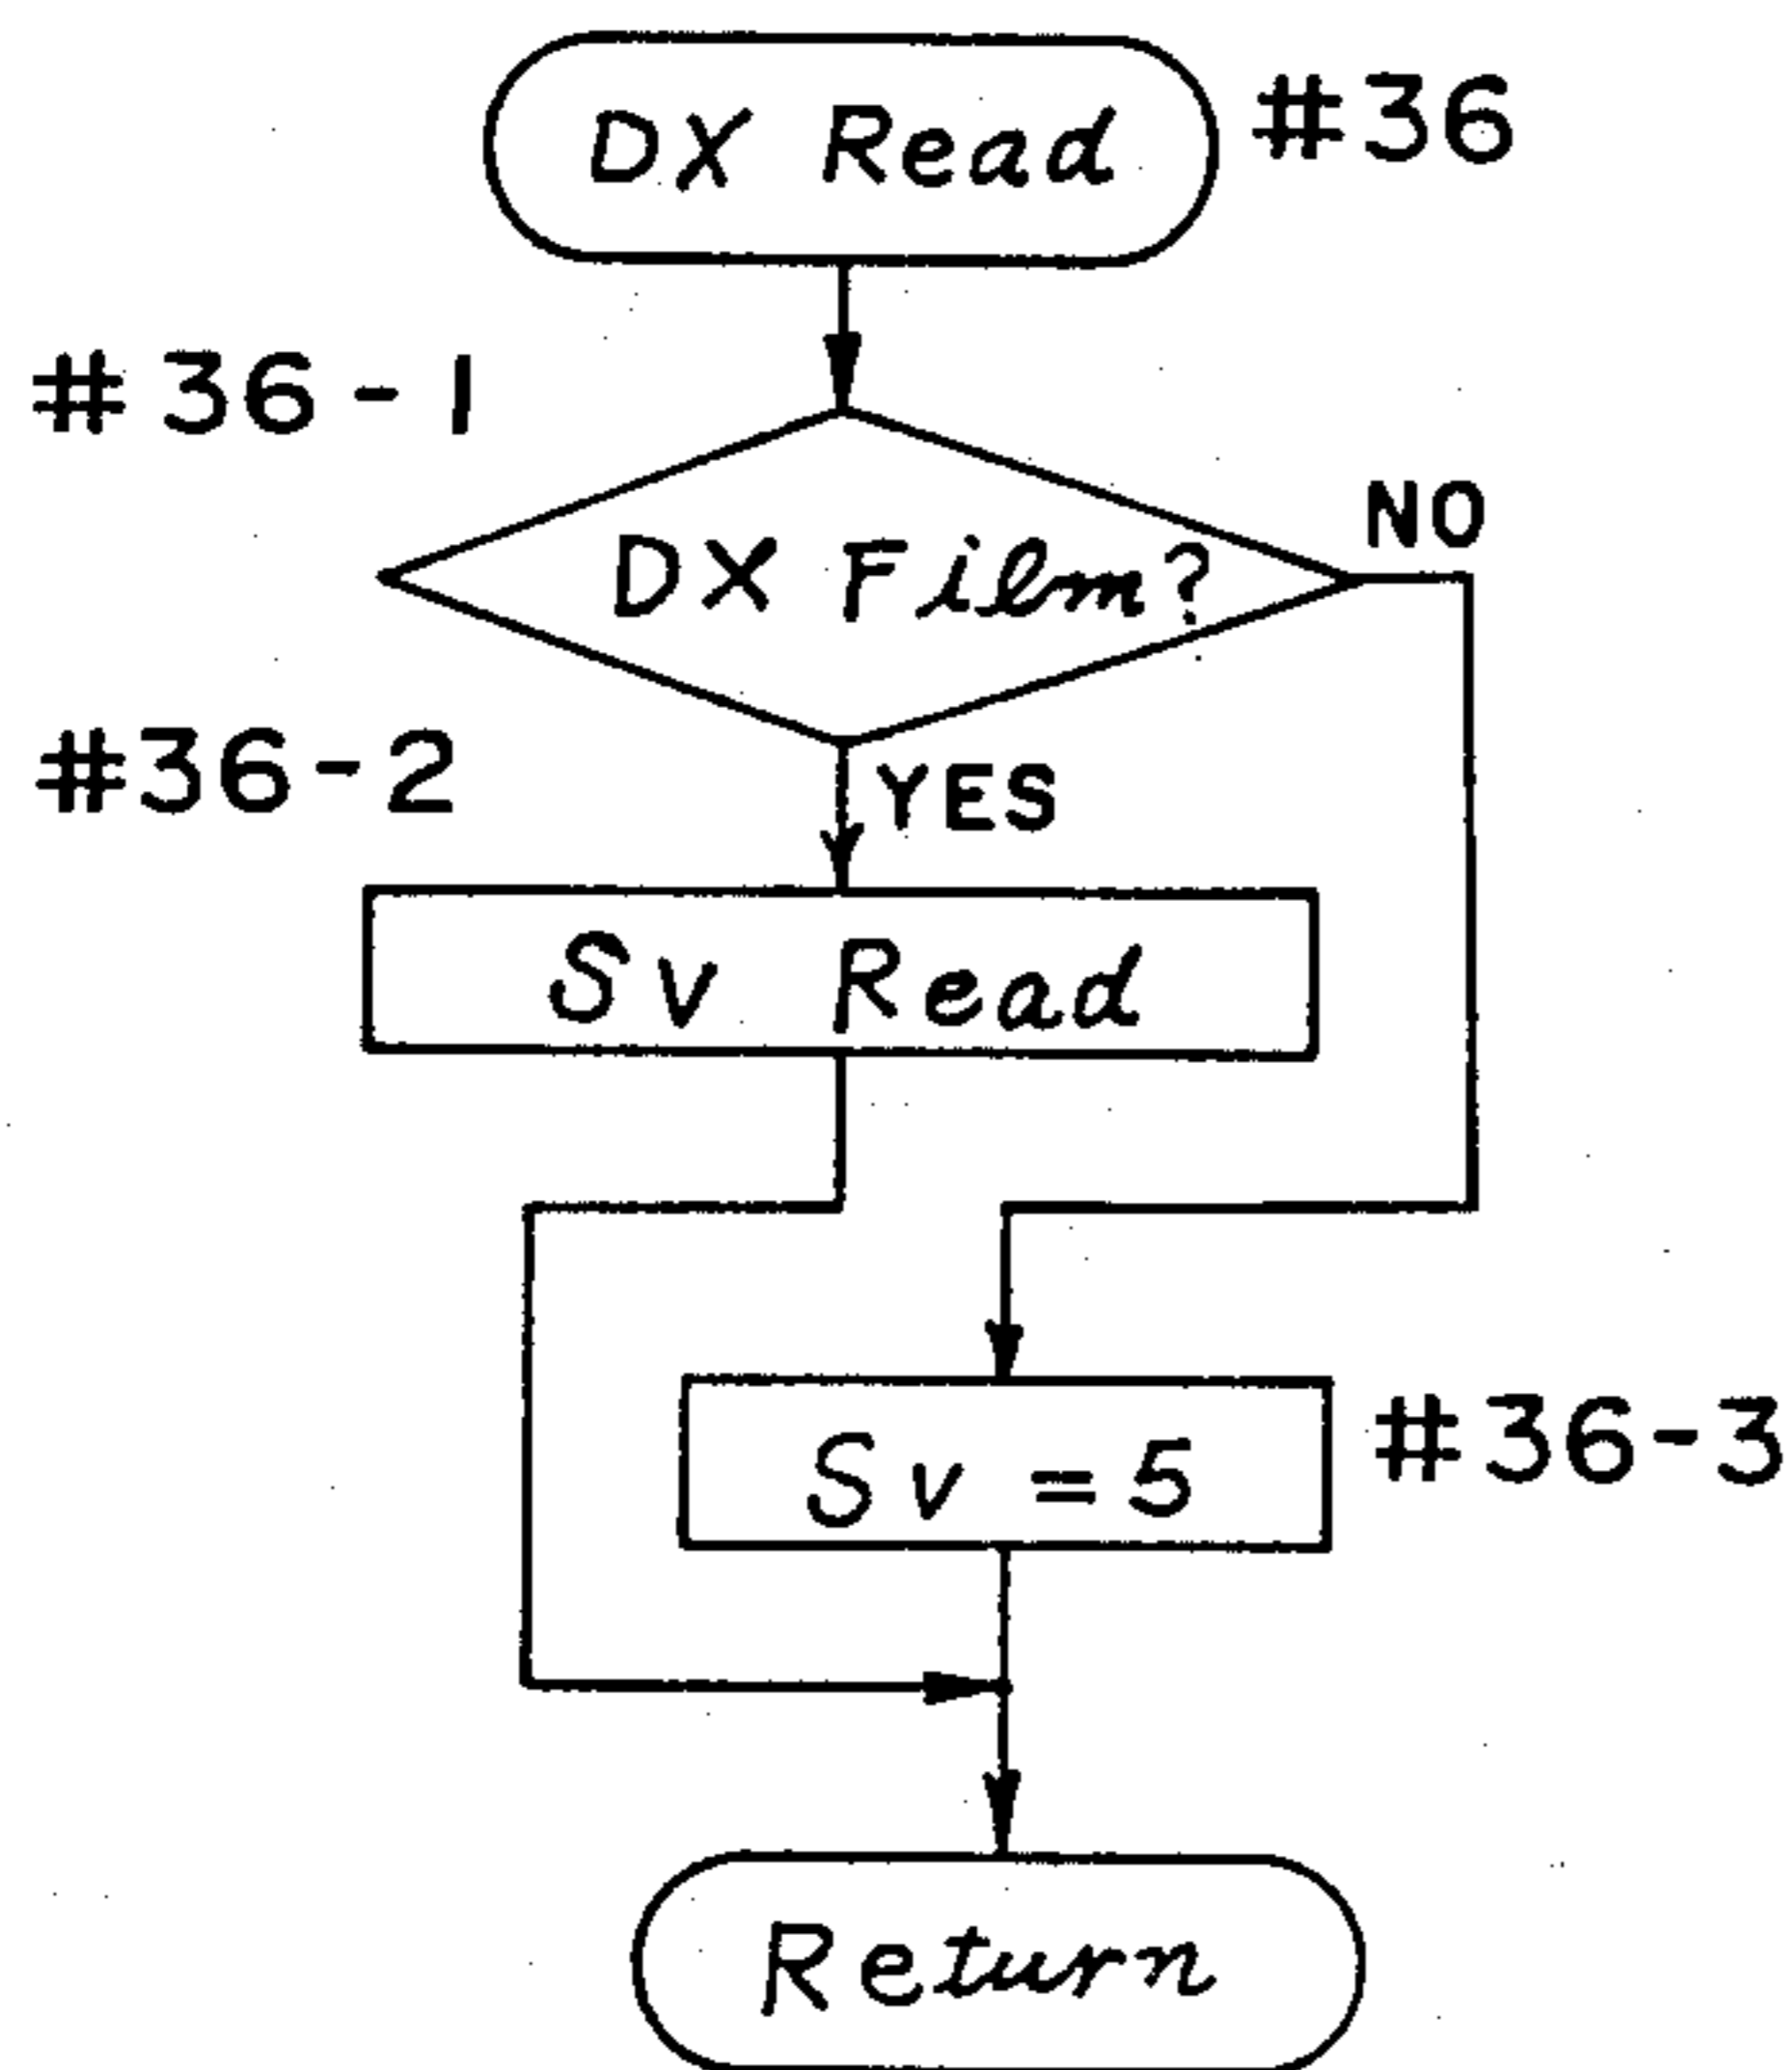 DX Read #36
#36-1
NO
DX Film?
#36-2
YES
Sv Read
Sv = 5 #36-3
Return